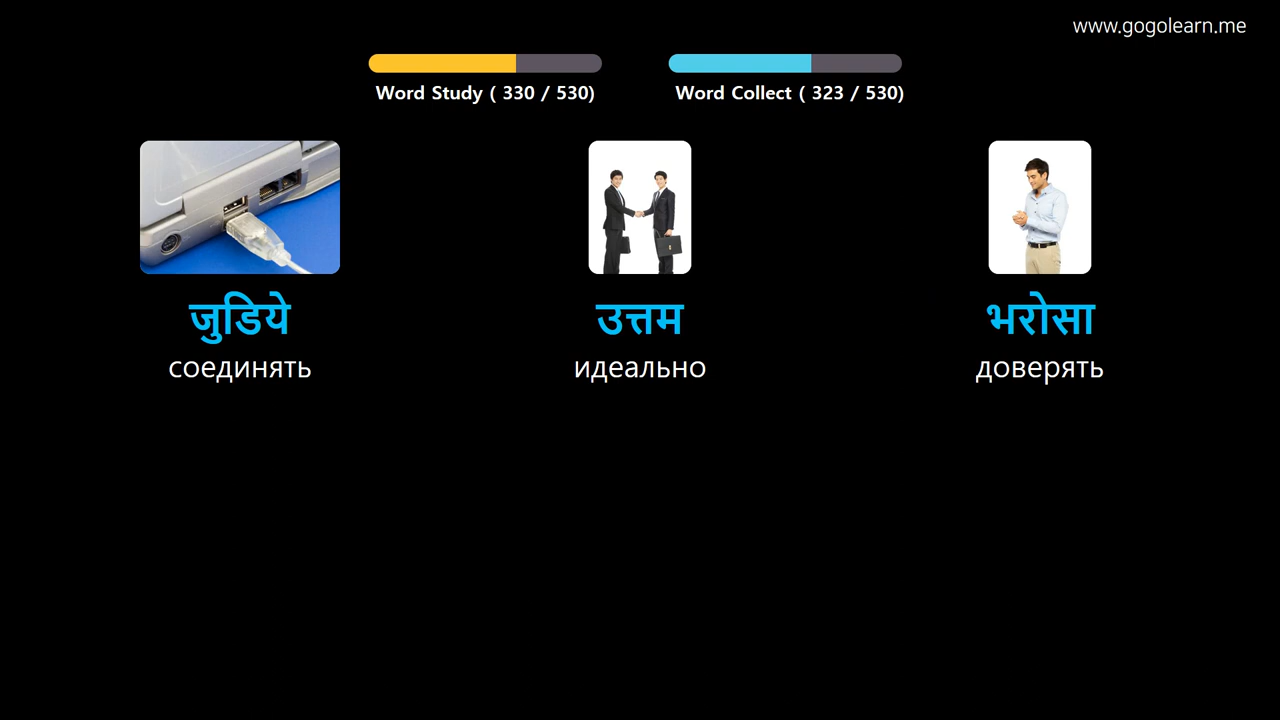 www.gogolearn.me
Word Study ( 330 / 530)
Word Collect ( 323 / 530)
जुडिये
उत्तम
भरोसा
соединять
идеально
доверять